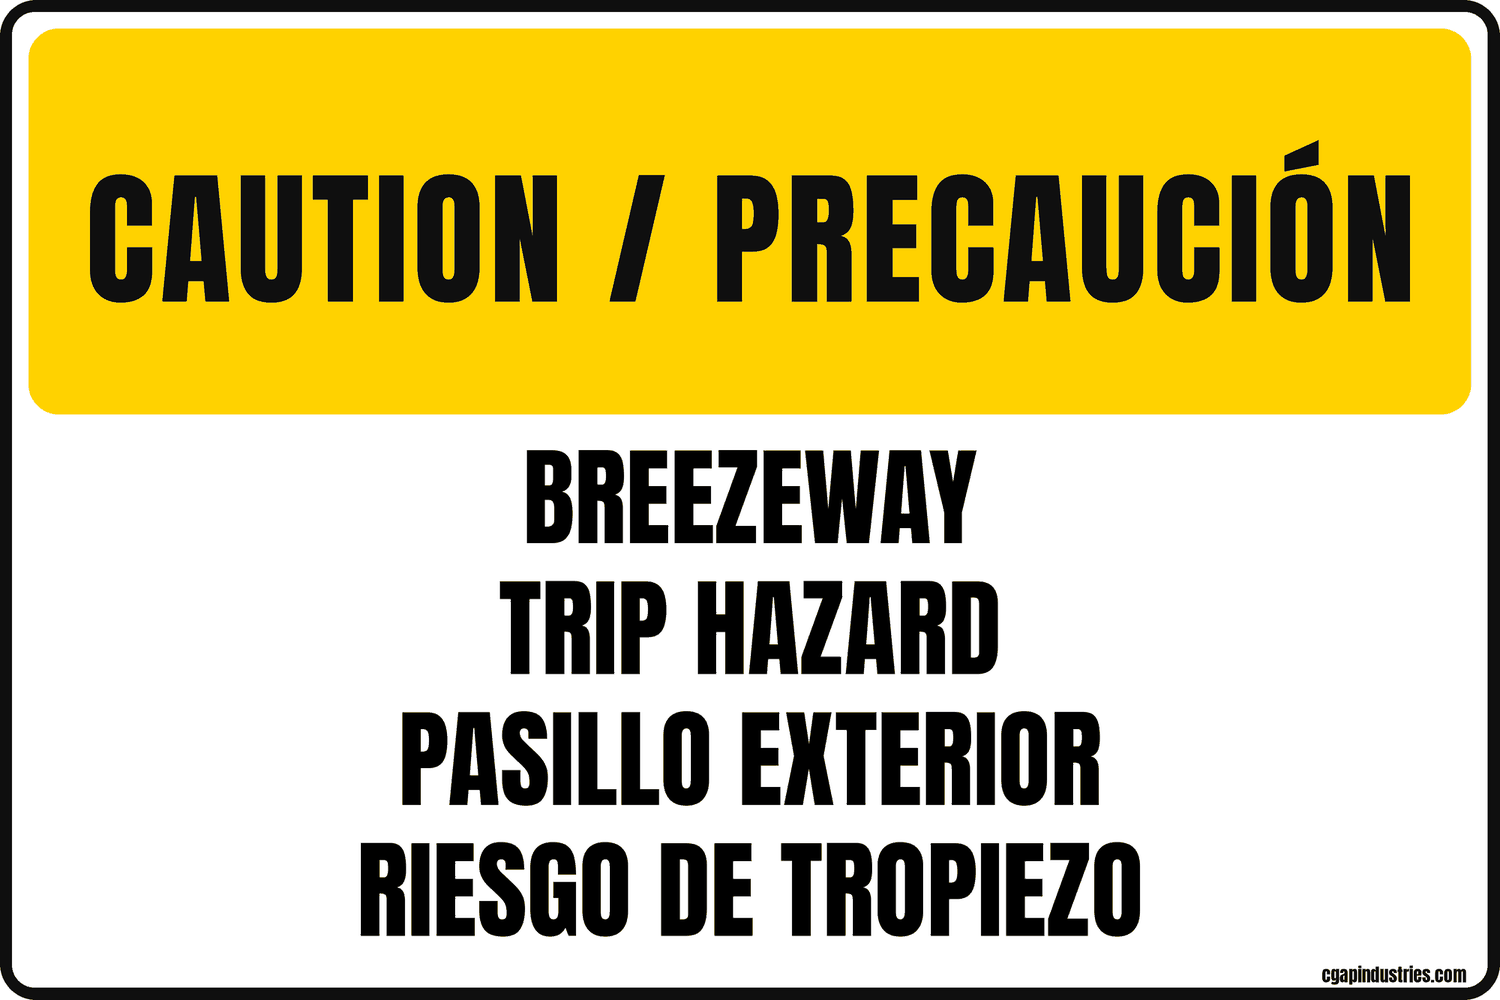 CAUTION / PRECAUCIÓN
BREEZEWAY
TRIP HAZARD
PASILLO EXTERIOR
RIESGO DE TROPIEZO
cgapindustries.com